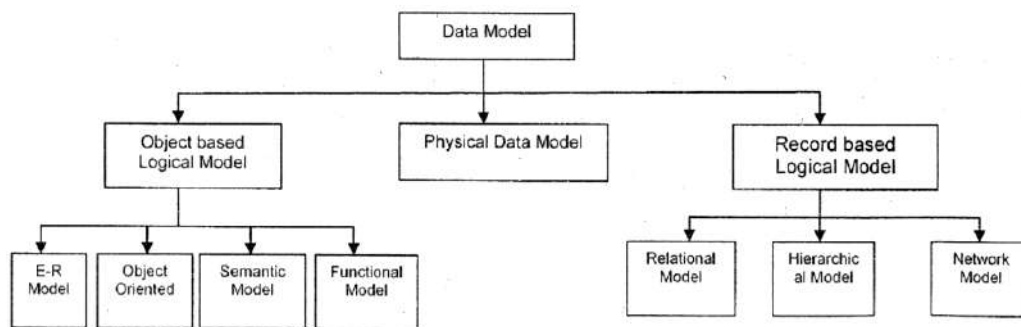 Data Model
Object based
Logical Model
Physical Data Model
Record based
Logical Model
E-R
Model
Object
Oriented
Semantic
Model
Functional
Model
Relational
Model
Hierarchic
al Model
Network
Model